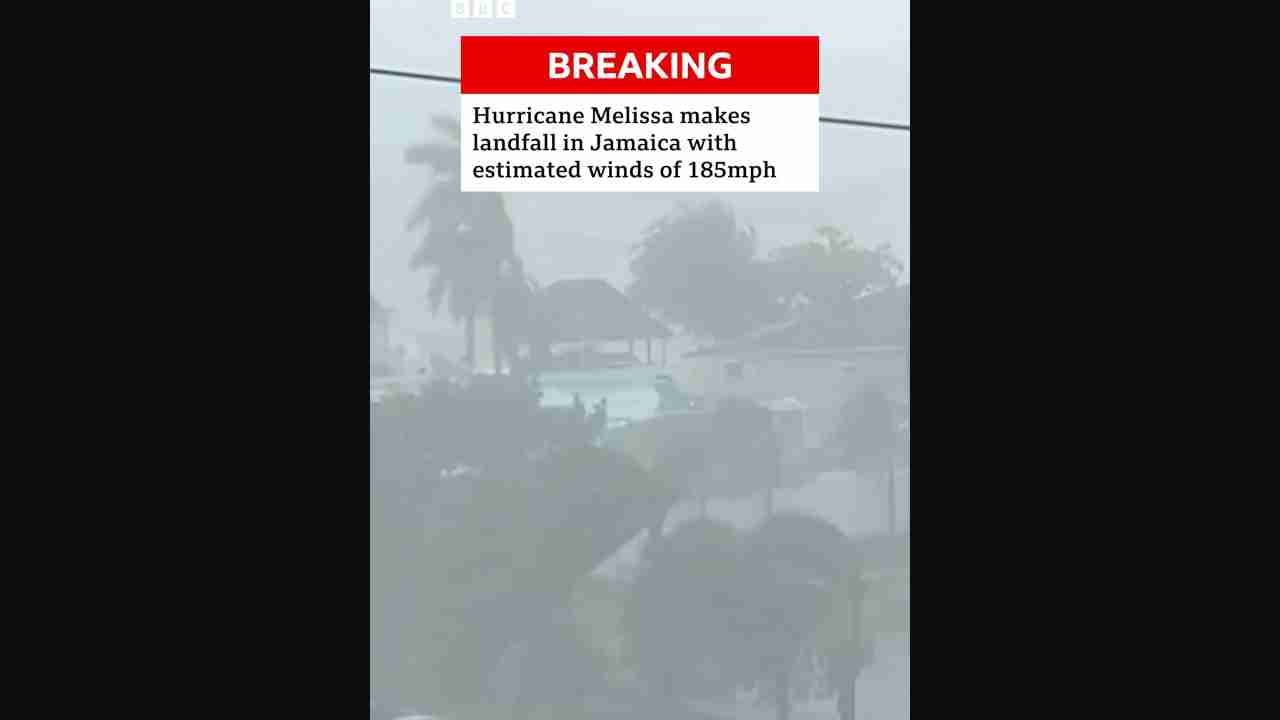 BBC
BREAKING
Hurricane Melissa makes
landfall in Jamaica with
estimated winds of 185mph